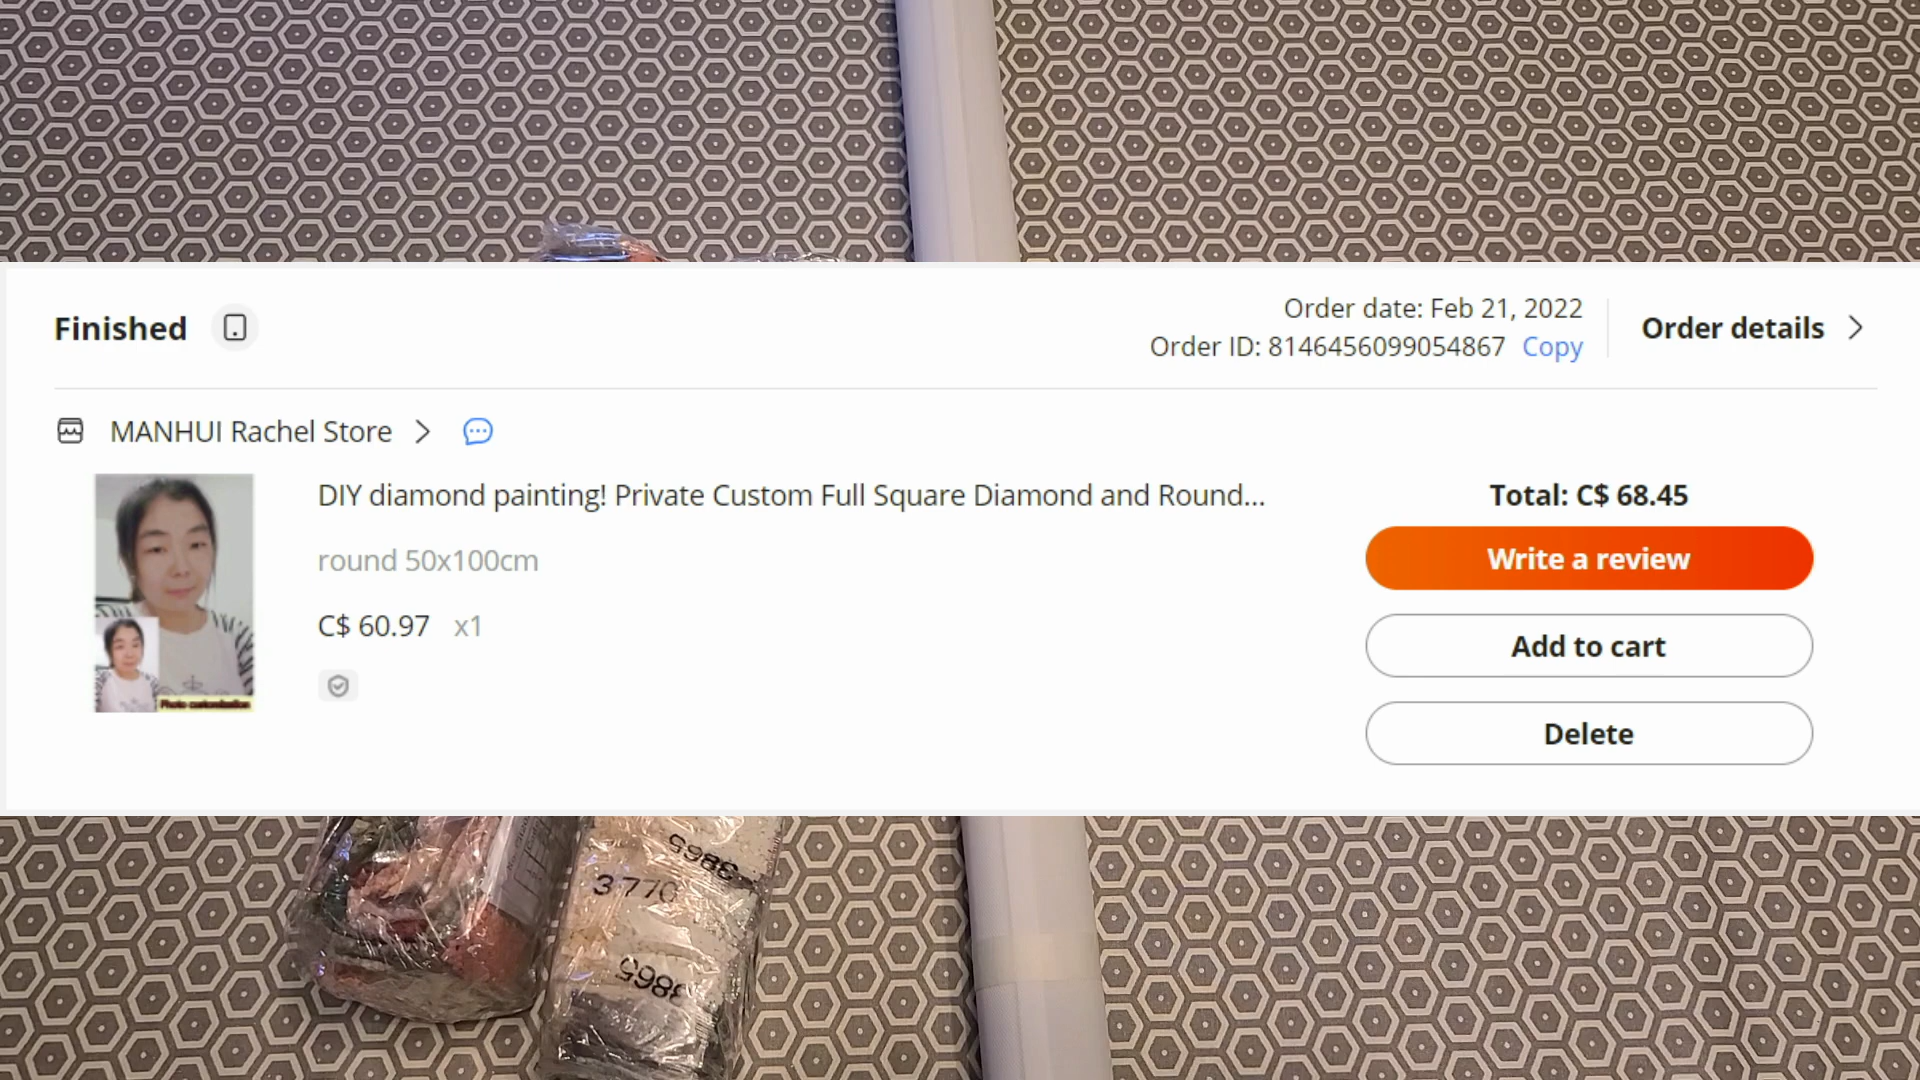 Finished
Order date: Feb 21, 2022
Order ID: 8146456099054867 Copy
Order details
MANHUI Rachel Store
DIY diamond painting! Private Custom Full Square Diamond and Round...
Total: C$ 68.45
round 50x100cm
Write a review
C$ 60.97 x1
Add to cart
Photo customization
Delete
3770